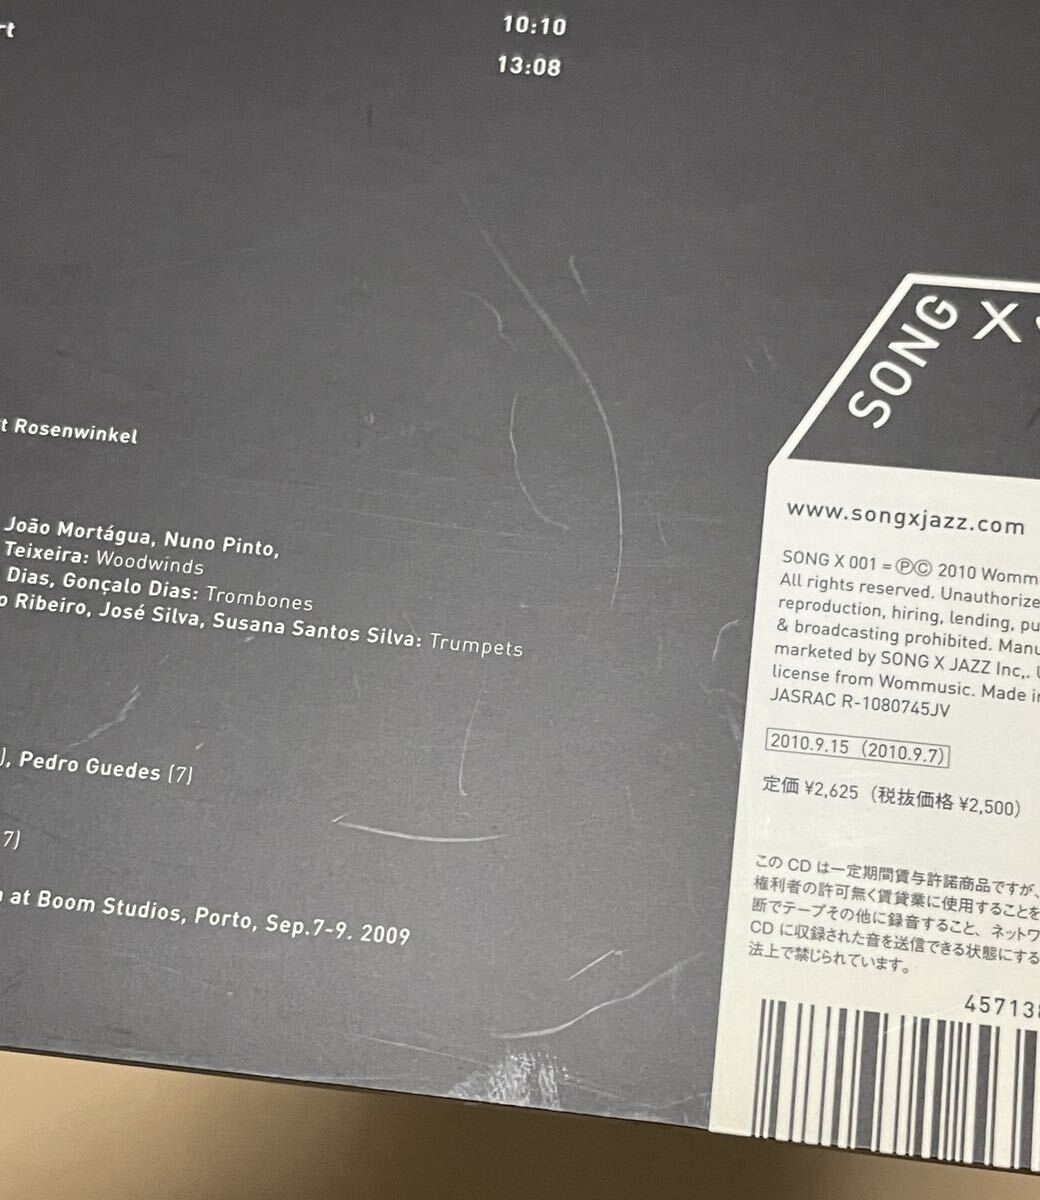 rt
10:10
13:08
t Rosenwinkel
João Mortágua, Nuno Pinto,
Teixeira: Woodwinds
Dias, Gonçalo Dias: Trombones
o Ribeiro, José Silva, Susana Santos Silva: Trumpets
), Pedro Guedes (7)
7)
at Boom Studios, Porto, Sep.7-9. 2009
SONG X
www.songxjazz.com
SONG X 001 = ℗© 2010 Womm
All rights reserved. Unauthorize
reproduction, hiring, lending, pu
& broadcasting prohibited. Manu
marketed by SONG X JAZZ Inc,. U
license from Wommusic. Made in
JASRAC R-1080745JV
2010.9.15 (2010.9.7)
定価 ¥2,625（税抜価格 ¥2,500）
この CD は一定期間賃与許諾商品ですが、
権利者の許可無く賃貸業に使用することを
断でテープその他に録音すること、ネットワ
CD に収録された音を送信できる状態にする
法上で禁じられています。
45713